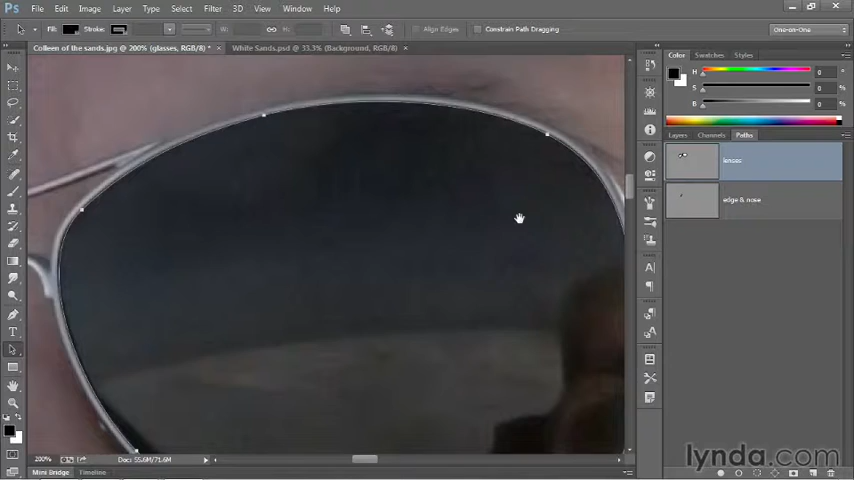 Ps File Edit Image Layer Type Select Filter 3D View Window Help
Fill: Stroke: W: H: Align Edges Constrain Path Dragging One-on-One
Colleen of the sands.jpg @ 200% (glasses, RGB/8) * × White Sands.psd @ 33.3% (Background, RGB/8) ×
Color Swatches Styles
H 0 °
S 0 %
B 0 %
Layers Channels Paths
lenses
edge & nose
200% Doc: 55.6M/71.6M
Mini Bridge Timeline
lynda.com